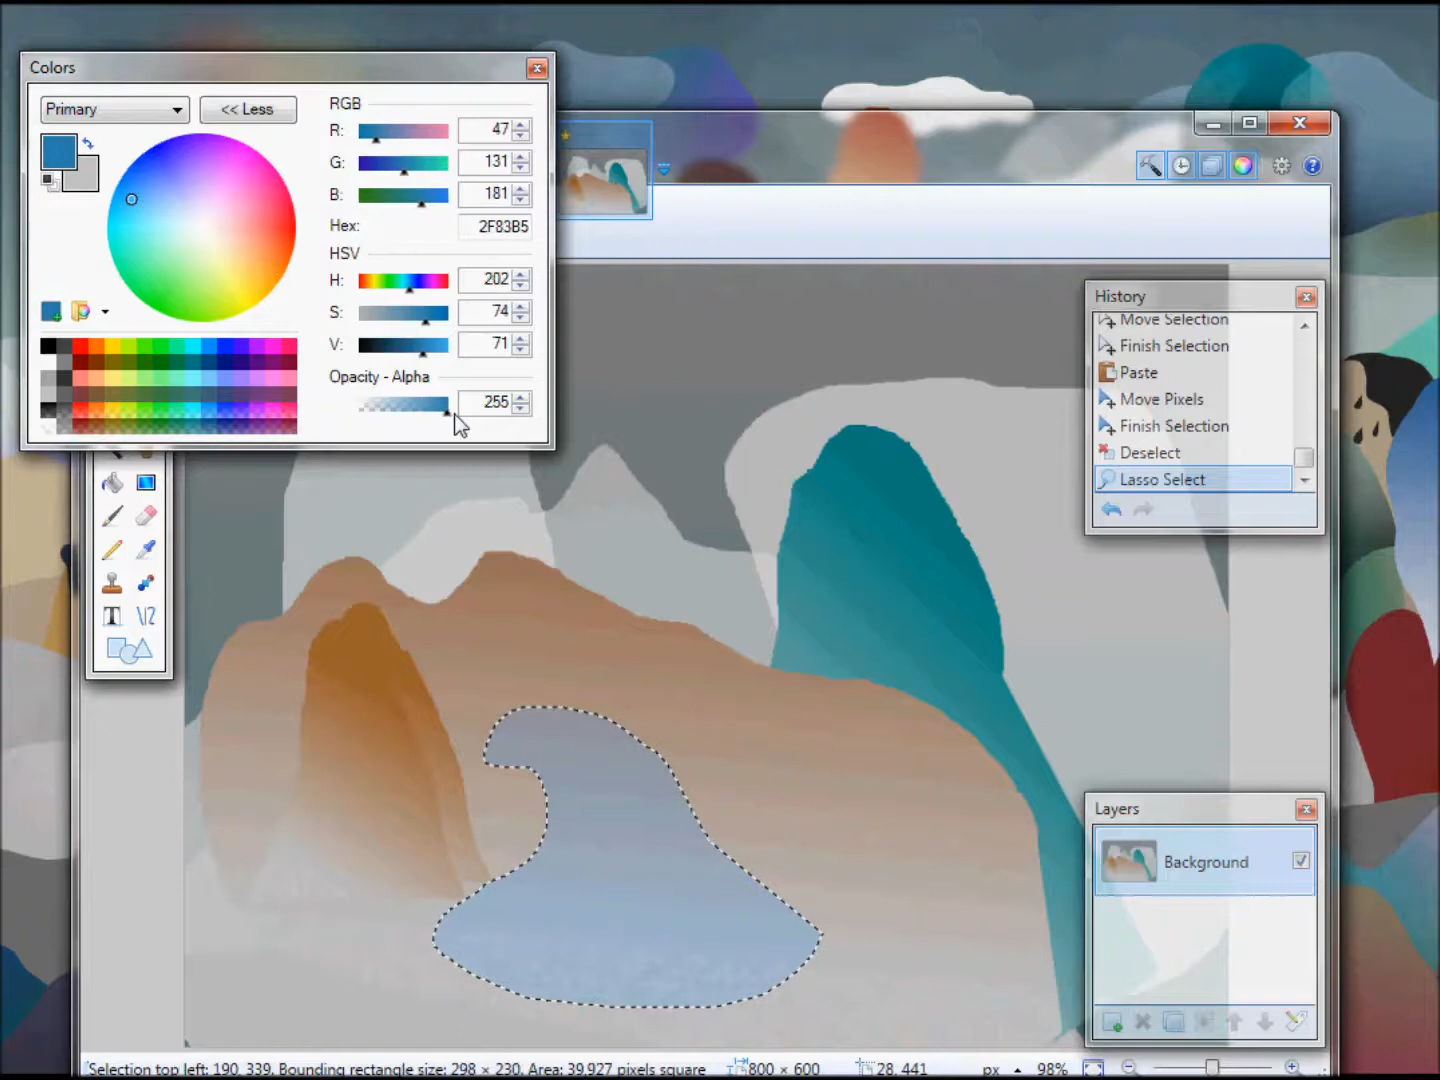 Colors
Primary
<< Less
RGB
R: 47
G: 131
B: 181
Hex: 2F83B5
HSV
H: 202
S: 74
V: 71
Opacity - Alpha
255
History
Move Selection
Finish Selection
Paste
Move Pixels
Finish Selection
Deselect
Lasso Select
Layers
Background
Selection top left: 190, 339. Bounding rectangle size: 298 × 230. Area: 39,927 pixels square
800 × 600
28, 441
px
98%